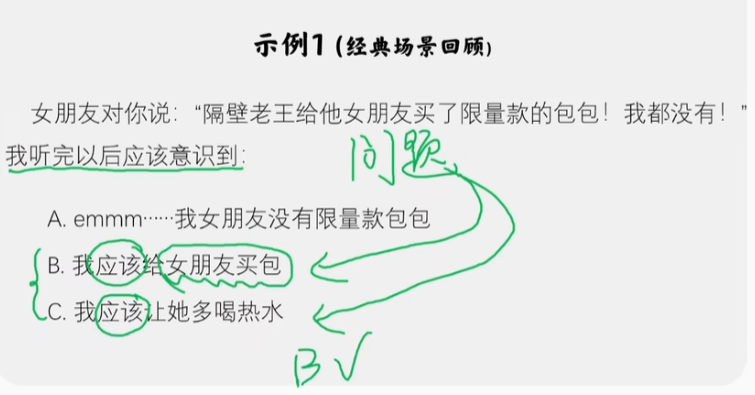 示例1（经典场景回顾）
女朋友对你说：“隔壁老王给他女朋友买了限量款的包包！我都没有！”
我听完以后应该意识到：
问题
A. emmm……我女朋友没有限量款包包
B. 我应该给女朋友买包
C. 我应该让她多喝热水
B√